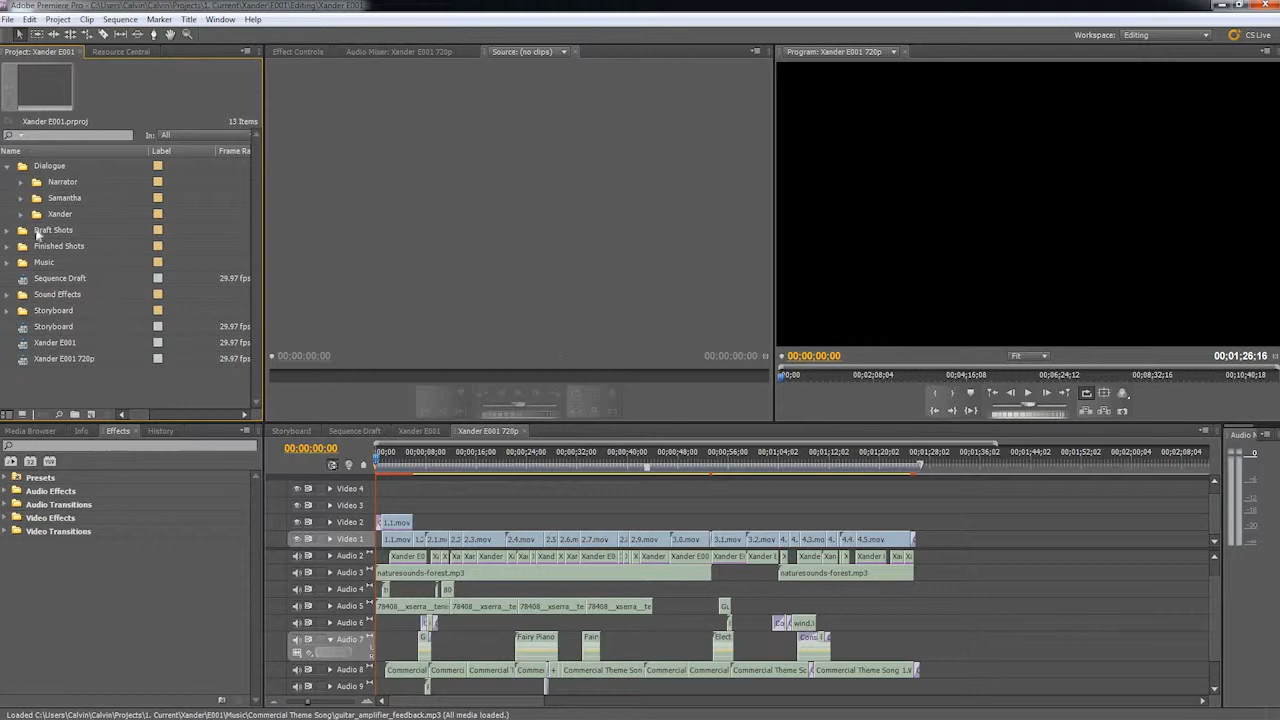 Adobe Premiere Pro - C:\Users\Calvin\Calvin\Projects\1. Current\Xander\E001\Editing\Xander E001
File Edit Project Clip Sequence Marker Title Window Help
Workspace: Editing CS Live
Project: Xander E001 Resource Central
Effect Controls Audio Mixer: Xander E001 720p Source: (no clips)
Program: Xander E001 720p
Xander E001.prproj 13 Items
In: All
Name Label Frame Ra
Dialogue
Narrator
Samantha
Xander
Draft Shots
Finished Shots
Music
Sequence Draft 29.97 fps
Sound Effects
Storyboard
Storyboard 29.97 fps
Xander E001 29.97 fps
Xander E001 720p 29.97 fps
00;00;00;00 00;00;00;00
00;00;00;00 Fit 00;01;26;16
00;00 00;02;08;04 00;04;16;08 00;06;24;12 00;08;32;16 00;10;40;18
Media Browser Info Effects History
Presets
Audio Effects
Audio Transitions
Video Effects
Video Transitions
Storyboard Sequence Draft Xander E001 Xander E001 720p
00;00;00;00
00;00 00;00;08;00 00;00;16;00 00;00;24;00 00;00;32;00 00;00;40;00 00;00;48;00 00;00;56;00 00;01;04;02 00;01;12;02 00;01;20;02 00;01;28;02 00;01;36;02 00;01;44;02 00;01;52;02 00;02;00;04 00;02;08;04
Video 4
Video 3
Video 2 1.1.mov
Video 1 1.1.mov 1.2 2.1.m 2.2 2.3.mov 2.4.mov 2.5 2.6.m 2.7.mov 2.8 2.9.mov 3.0.mov 3.1.mov 3.2.mov 4. 4. 4.3.mo 4. 4.4. 4.5.mov
Audio 2 Xander E0 X Xa Xan Xander Xander Xan Xa Xan Xander E00 X Xander Xander E00 Xander E0 Xander E X Xande Xander Xander Xa Xa
Audio 3 naturesounds-forest.mp3 naturesounds-forest.mp3
Audio 4 80
Audio 5 78408__xserra__teni 78408__xserra__te 78408__xserra__te 78408__xserra__te Gu
Audio 6 Co wind.
Audio 7 G Fairy Piano Fairy Elect Cons
Audio 8 Commercial Commerci Commercial T Commer Commercial Theme Son Commercial Commercial Commercial Theme So Commercial Theme Song 1.W
Audio 9
Audio M
0
-6
Loaded C:\Users\Calvin\Calvin\Projects\1. Current\Xander\E001\Music\Commercial Theme Song\guitar_amplifier_feedback.mp3 (All media loaded.)